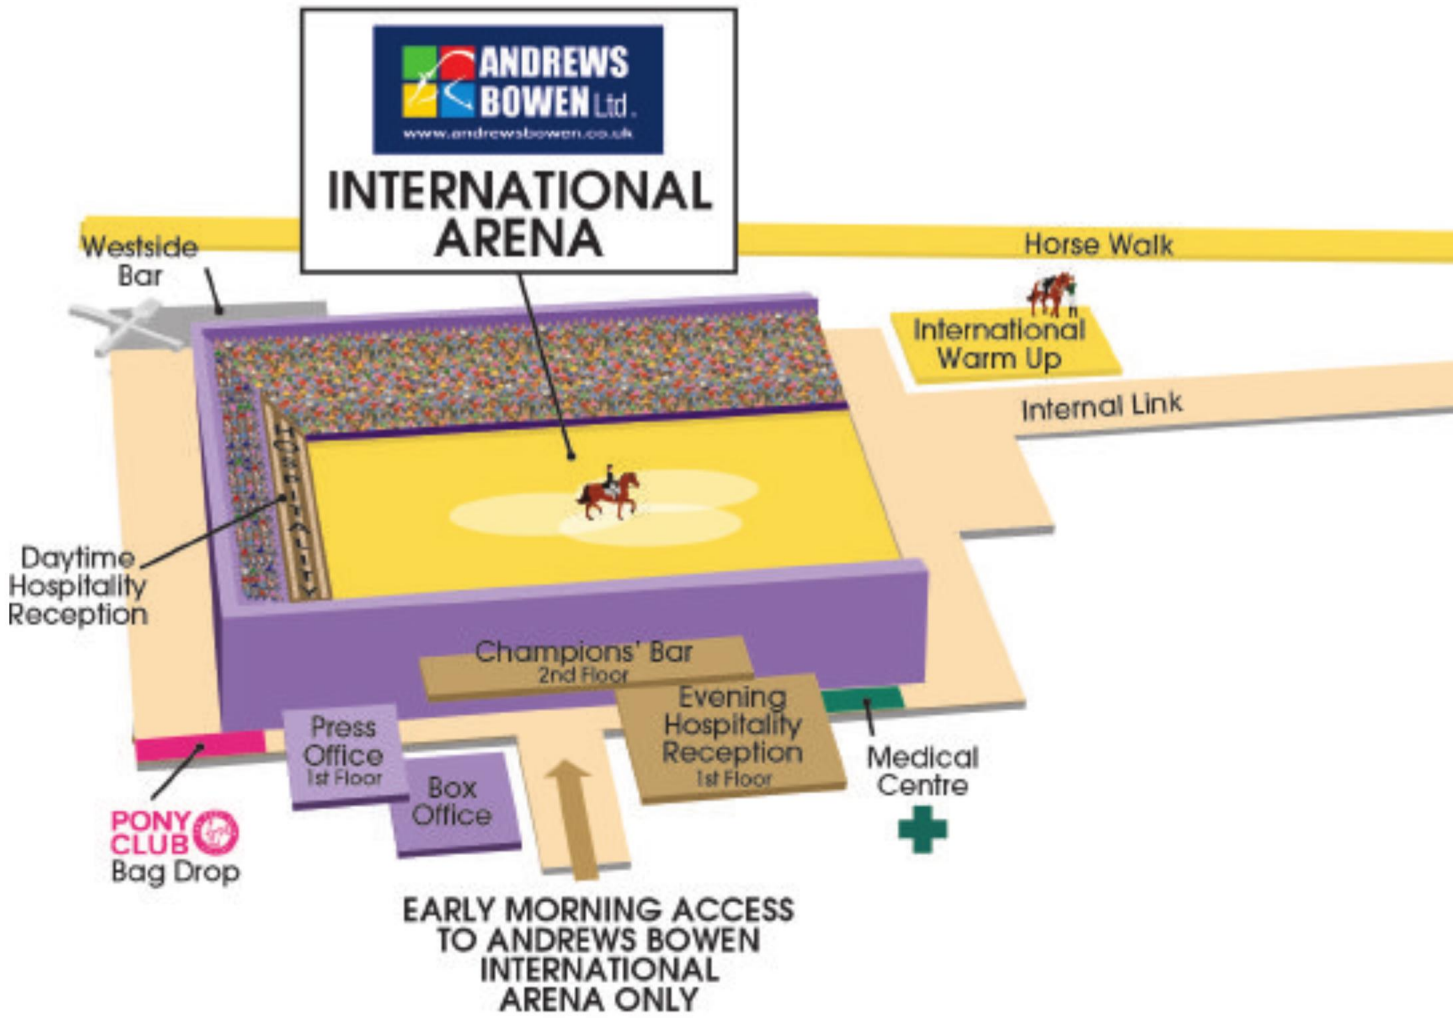 ANDREWS
BOWEN Ltd.
www.andrewsbowen.co.uk
INTERNATIONAL
ARENA
Westside
Bar
Horse Walk
International
Warm Up
Internal Link
HOSPITALITY
Daytime
Hospitality
Reception
Champions' Bar
2nd Floor
Evening
Hospitality
Reception
1st Floor
Press
Office
1st Floor
Box
Office
Medical
Centre
PONY
CLUB
Bag Drop
EARLY MORNING ACCESS
TO ANDREWS BOWEN
INTERNATIONAL
ARENA ONLY